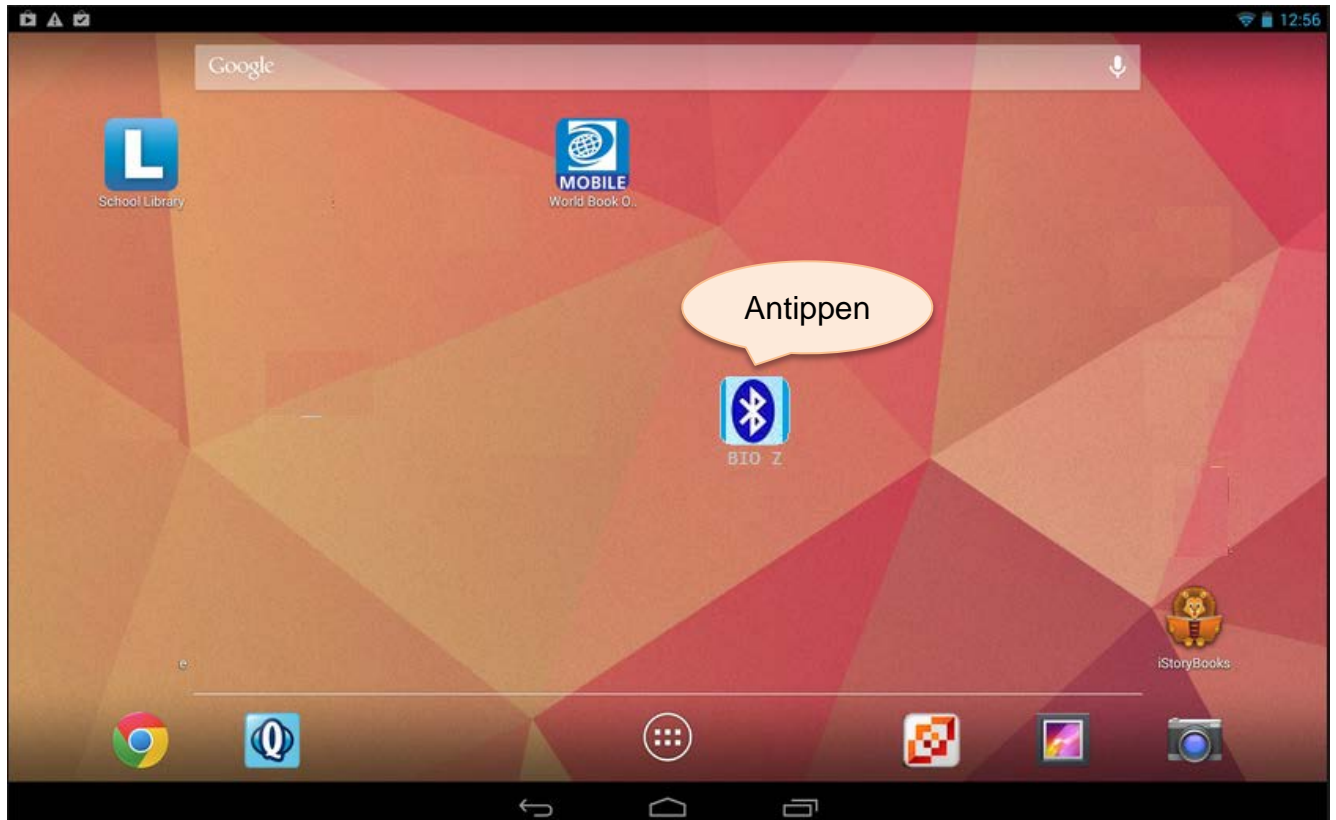 12:56
Google
L
MOBILE
School Library
World Book O..
Antippen
BIO Z
e
iStoryBooks
Q